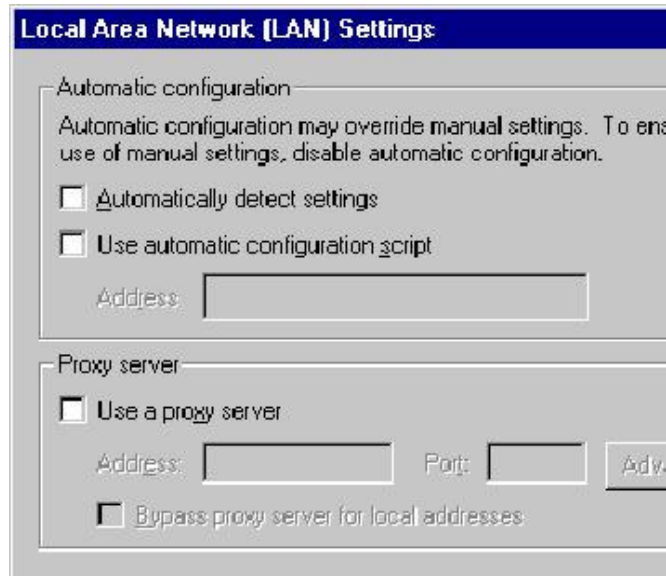 Local Area Network (LAN) Settings
Automatic configuration
Automatic configuration may override manual settings. To ens
use of manual settings, disable automatic configuration.
Automatically detect settings
Use automatic configuration script
Address
Proxy server
Use a proxy server
Address: Port: Adva
Bypass proxy server for local addresses